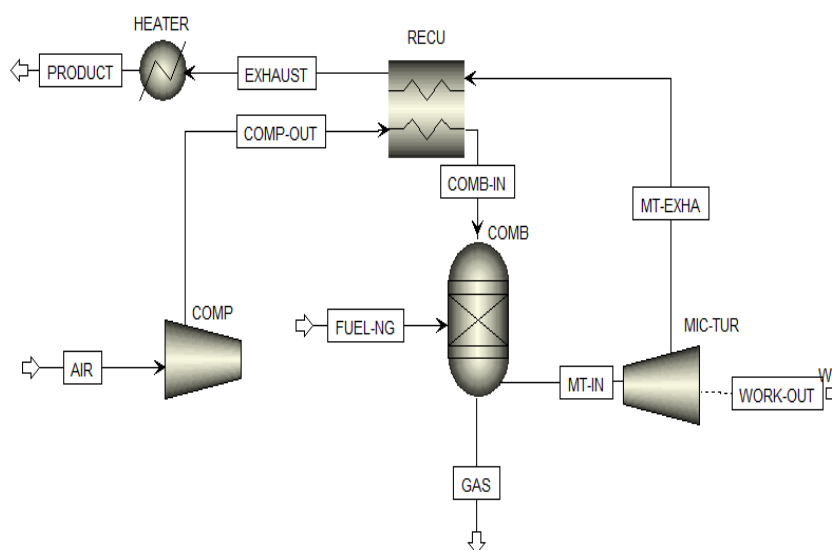 HEATER
RECU
PRODUCT
EXHAUST
COMP-OUT
COMB-IN
MT-EXHA
COMB
COMP
FUEL-NG
MIC-TUR
AIR
MT-IN
W
WORK-OUT
GAS